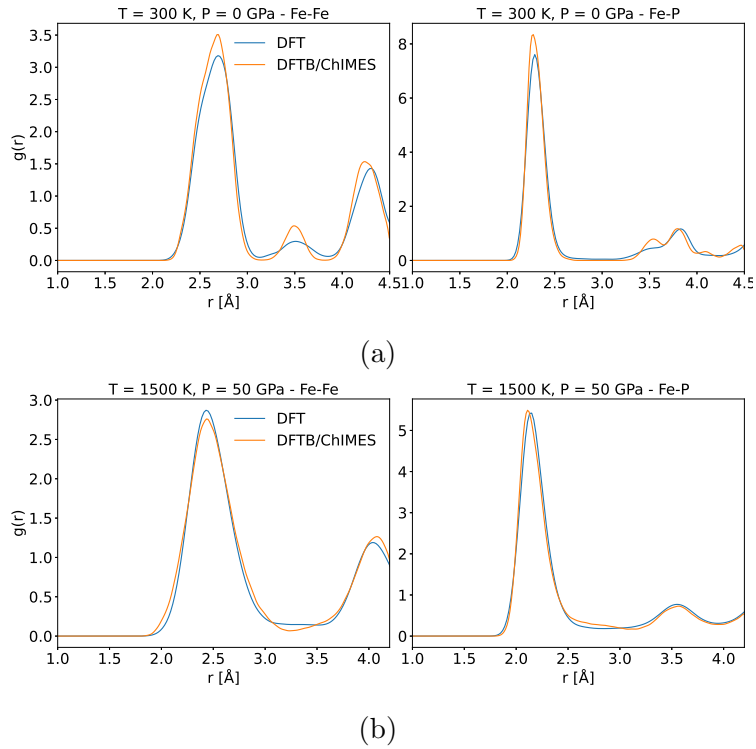 T = 300 K, P = 0 GPa - Fe-Fe
T = 300 K, P = 0 GPa - Fe-P
DFT
DFTB/ChIMES
g(r)
3.5
3.0
2.5
2.0
1.5
1.0
0.5
0.0
8
6
4
2
0
1.0 1.5 2.0 2.5 3.0 3.5 4.0 4.5
1.0 1.5 2.0 2.5 3.0 3.5 4.0 4.5
r [Å]
r [Å]
(a)
T = 1500 K, P = 50 GPa - Fe-Fe
T = 1500 K, P = 50 GPa - Fe-P
DFT
DFTB/ChIMES
g(r)
3.0
2.5
2.0
1.5
1.0
0.5
0.0
5
4
3
2
1
0
1.0 1.5 2.0 2.5 3.0 3.5 4.0
1.0 1.5 2.0 2.5 3.0 3.5 4.0
r [Å]
r [Å]
(b)